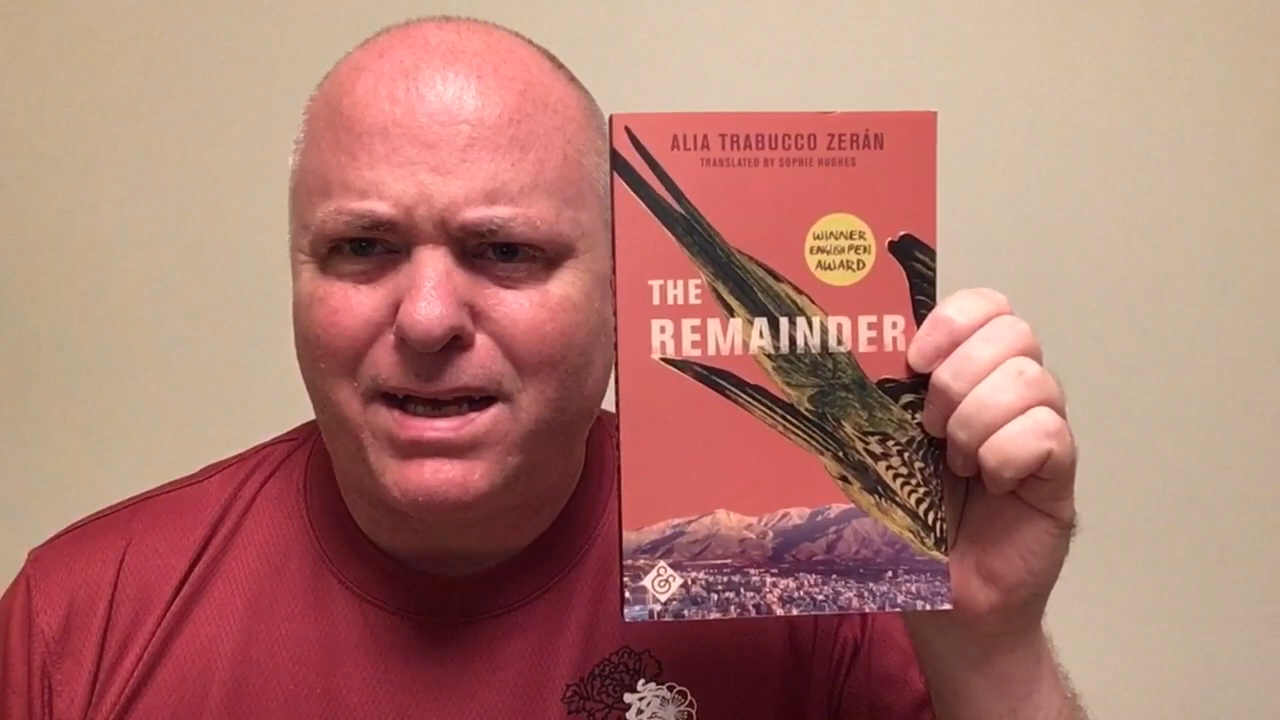 ALIA TRABUCCO ZERÁN
TRANSLATED BY SOPHIE HUGHES
WINNER
ENGLISH PEN
AWARD
THE
REMAINDER
&